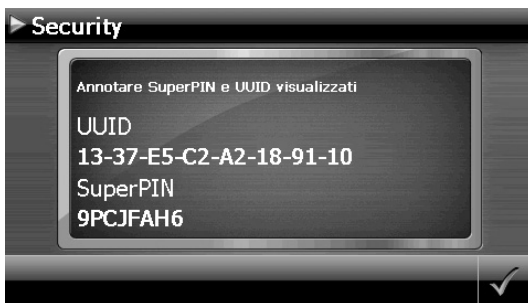 Security
Annotare SuperPIN e UUID visualizzati
UUID
13-37-E5-C2-A2-18-91-10
SuperPIN
9PCJFAH6